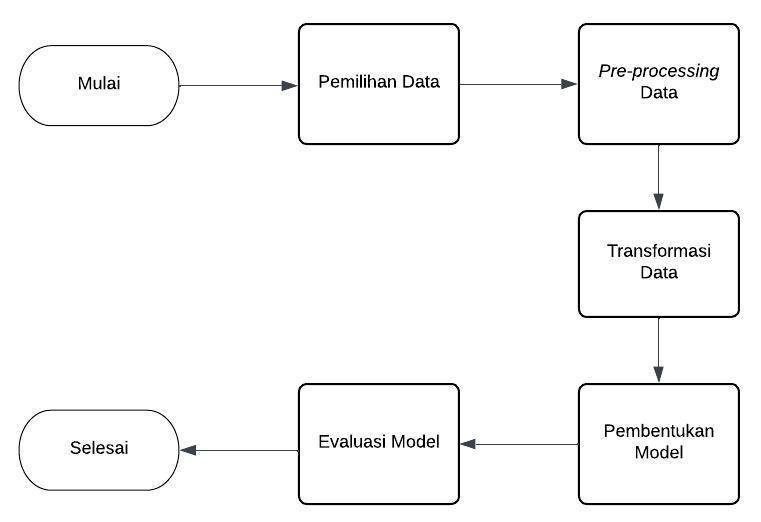 Mulai
Pemilihan Data
Pre-processing
Data
Transformasi
Data
Pembentukan
Model
Evaluasi Model
Selesai